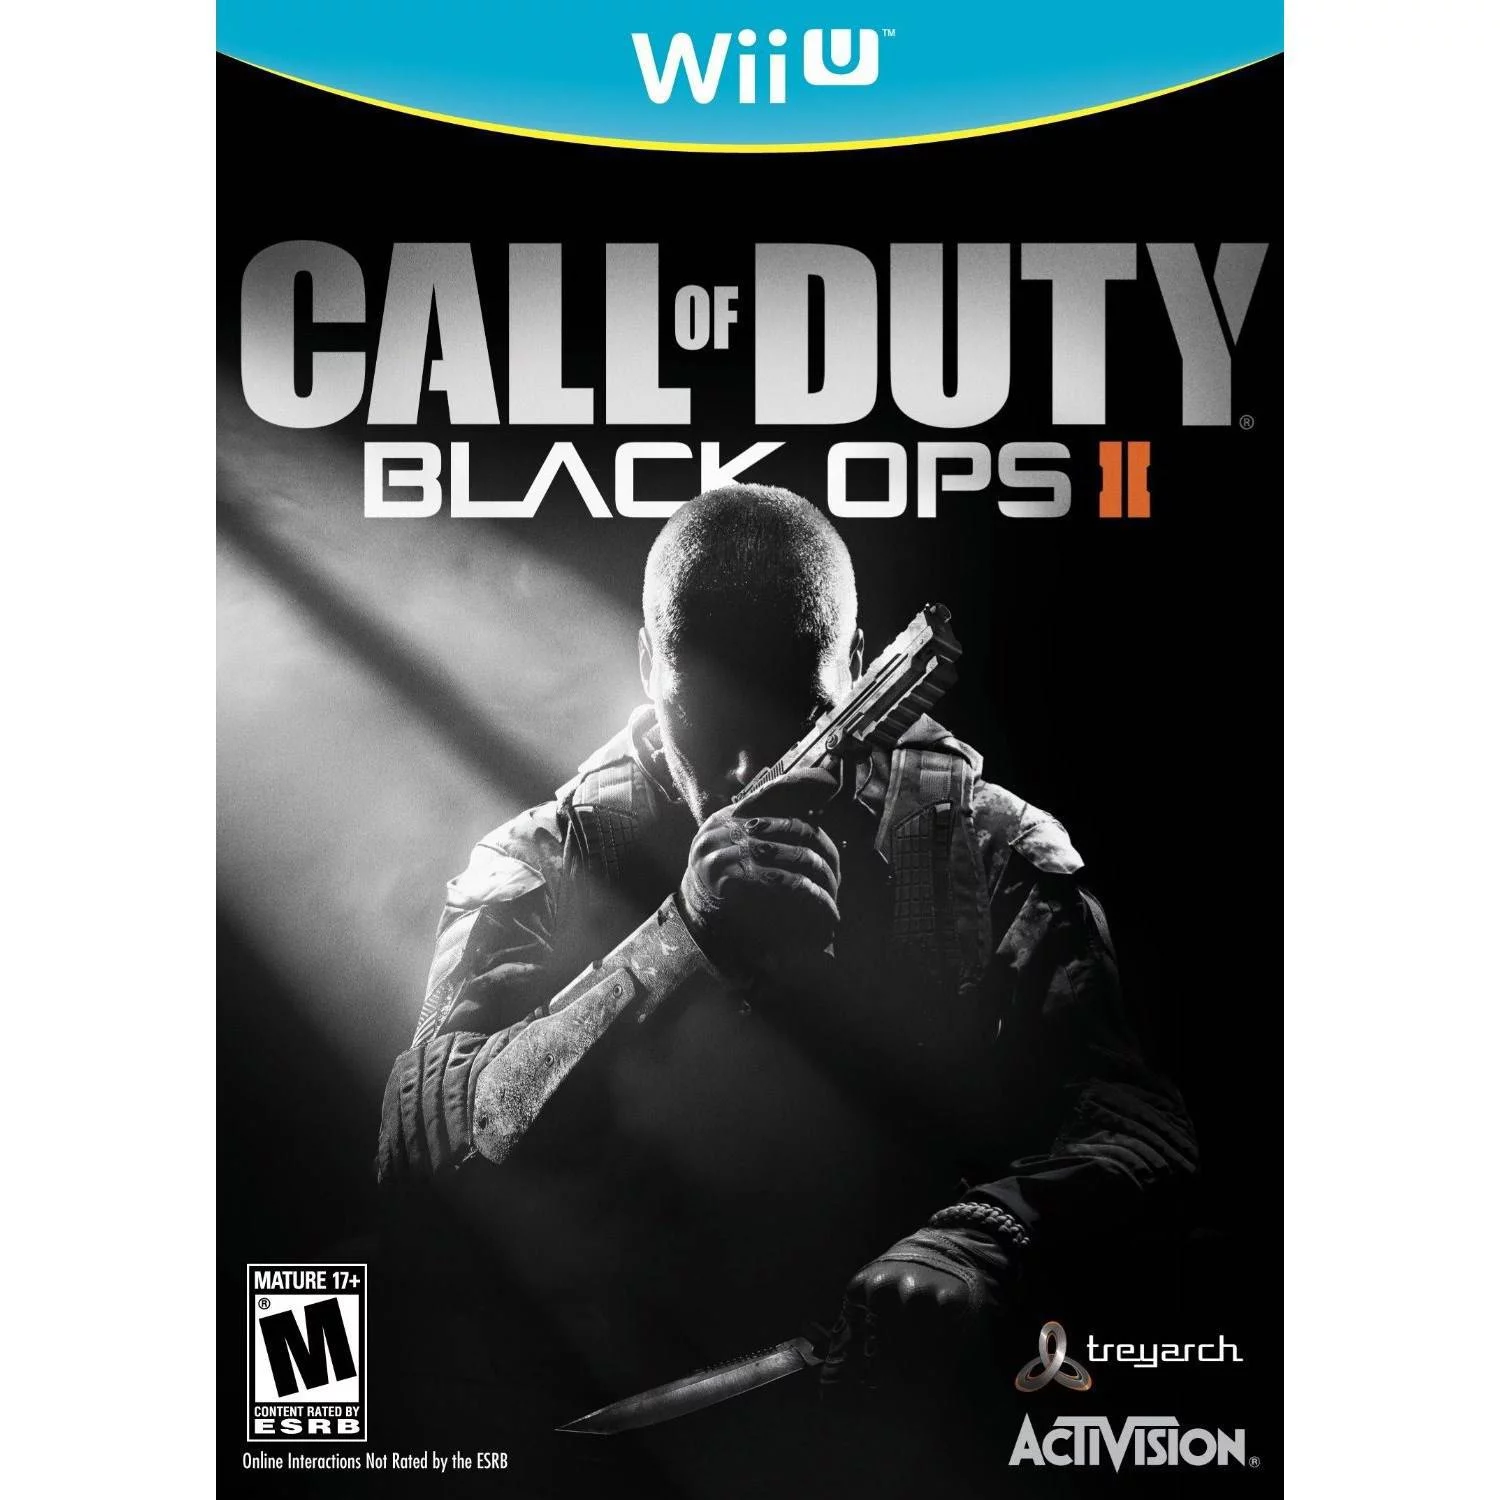 Wii U™
CALL OF DUTY®
BLACK OPS II
MATURE 17+
M®
CONTENT RATED BY
ESRB
Online Interactions Not Rated by the ESRB
treyarch
ACTIVISION®